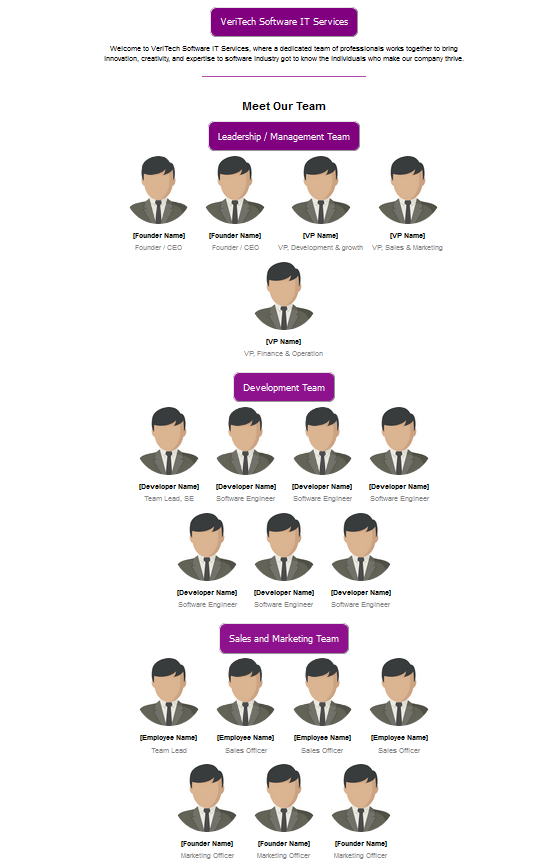 VeriTech Software IT Services
Welcome to VeriTech Software IT Services, where a dedicated team of professionals works together to bring
innovation, creativity, and expertise to software industry got to know the individuals who make our company thrive.
Meet Our Team
Leadership / Management Team
[Founder Name] [Founder Name] [VP Name] [VP Name]
Founder / CEO Founder / CEO VP, Development & growth VP, Sales & Marketing
[VP Name]
VP, Finance & Operation
Development Team
[Developer Name] [Developer Name] [Developer Name] [Developer Name]
Team Lead, SE Software Engineer Software Engineer Software Engineer
[Developer Name] [Developer Name] [Developer Name]
Software Engineer Software Engineer Software Engineer
Sales and Marketing Team
[Employee Name] [Employee Name] [Employee Name] [Employee Name]
Team Lead Sales Officer Sales Officer Sales Officer
[Founder Name] [Founder Name] [Founder Name]
Marketing Officer Marketing Officer Marketing Officer